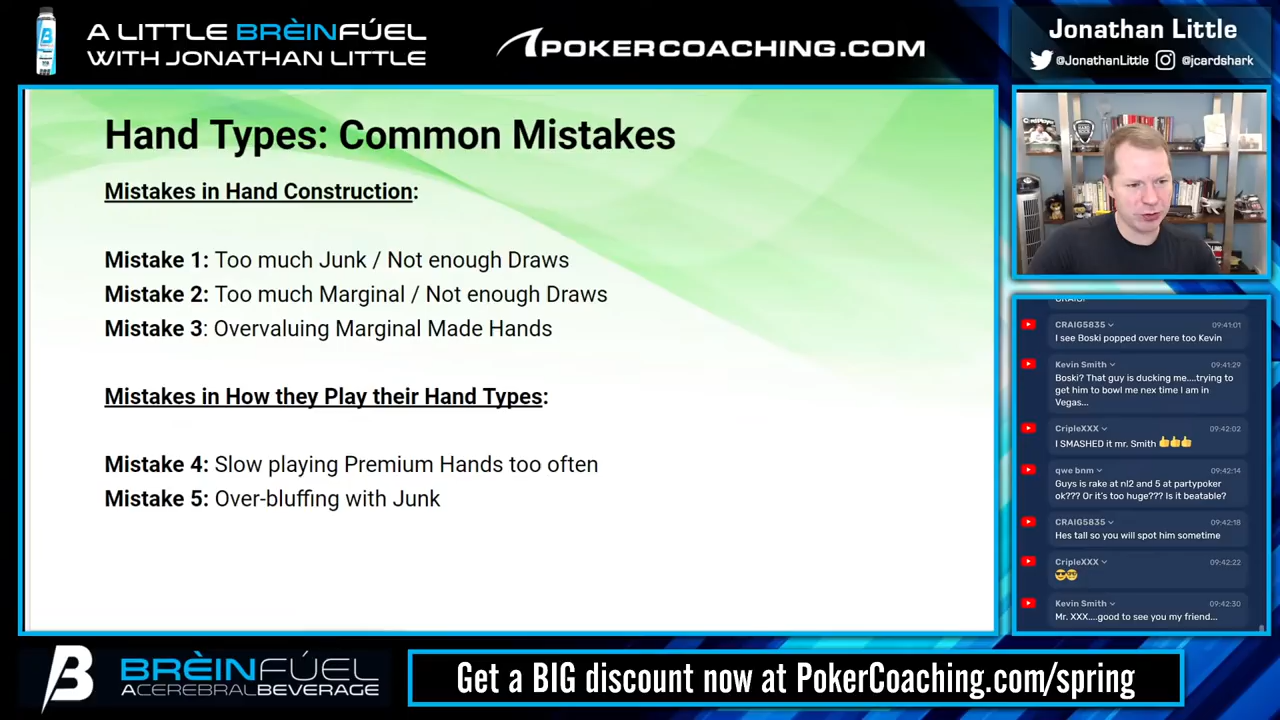 A LITTLE BRÈINFÚEL
WITH JONATHAN LITTLE
POKERCOACHING.COM
Jonathan Little
@JonathanLittle @jcardshark
Hand Types: Common Mistakes
Mistakes in Hand Construction:
Mistake 1: Too much Junk / Not enough Draws
Mistake 2: Too much Marginal / Not enough Draws
Mistake 3: Overvaluing Marginal Made Hands
Mistakes in How they Play their Hand Types:
Mistake 4: Slow playing Premium Hands too often
Mistake 5: Over-bluffing with Junk
CRAIG5835 09:41:01
I see Boski popped over here too Kevin
Kevin Smith 09:41:29
Boski? That guy is ducking me....trying to
get him to bowl me nex time I am in
Vegas...
CripleXXX 09:42:02
I SMASHED it mr. Smith 👍👍👍
qwe bnm 09:42:14
Guys is rake at nl2 and 5 at partypoker
ok??? Or it's too huge??? Is it beatable?
CRAIG5835 09:42:18
Hes tall so you will spot him sometime
CripleXXX 09:42:22
😎🤓
Kevin Smith 09:42:30
Mr. XXX....good to see you my friend...
B BRÈINFÚEL
A CEREBRAL BEVERAGE
Get a BIG discount now at PokerCoaching.com/spring